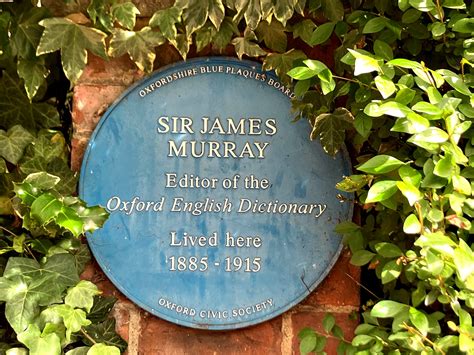 OXFORDSHIRE BLUE PLAQUES BOARD
SIR JAMES
MURRAY
Editor of the
Oxford English Dictionary
Lived here
1885 - 1915
OXFORD CIVIC SOCIETY